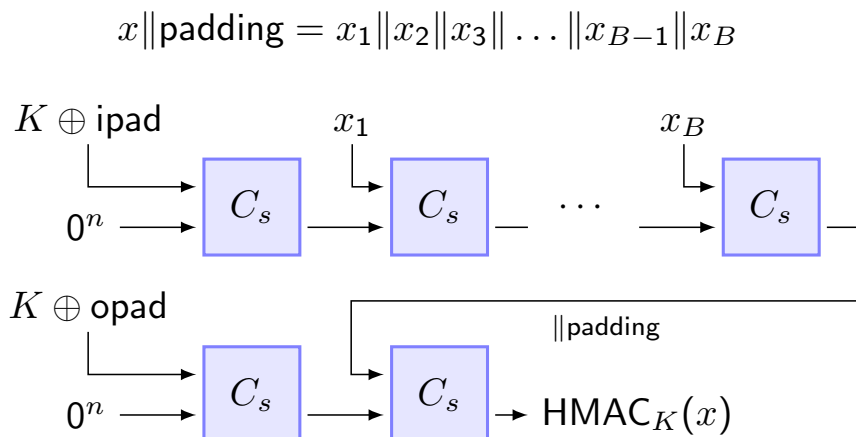 x∥padding = x₁∥x₂∥x₃∥ … ∥x_{B−1}∥x_B
K ⊕ ipad x₁ x_B
0ⁿ C_s C_s ⋯ C_s
K ⊕ opad ∥padding
0ⁿ C_s C_s HMAC_K(x)